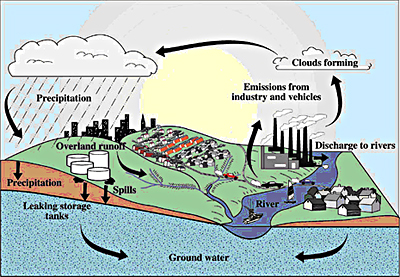 Clouds forming
Emissions from
industry and vehicles
Precipitation
Overland runoff
Discharge to rivers
Precipitation
Spills
Leaking storage
tanks
River
Ground water